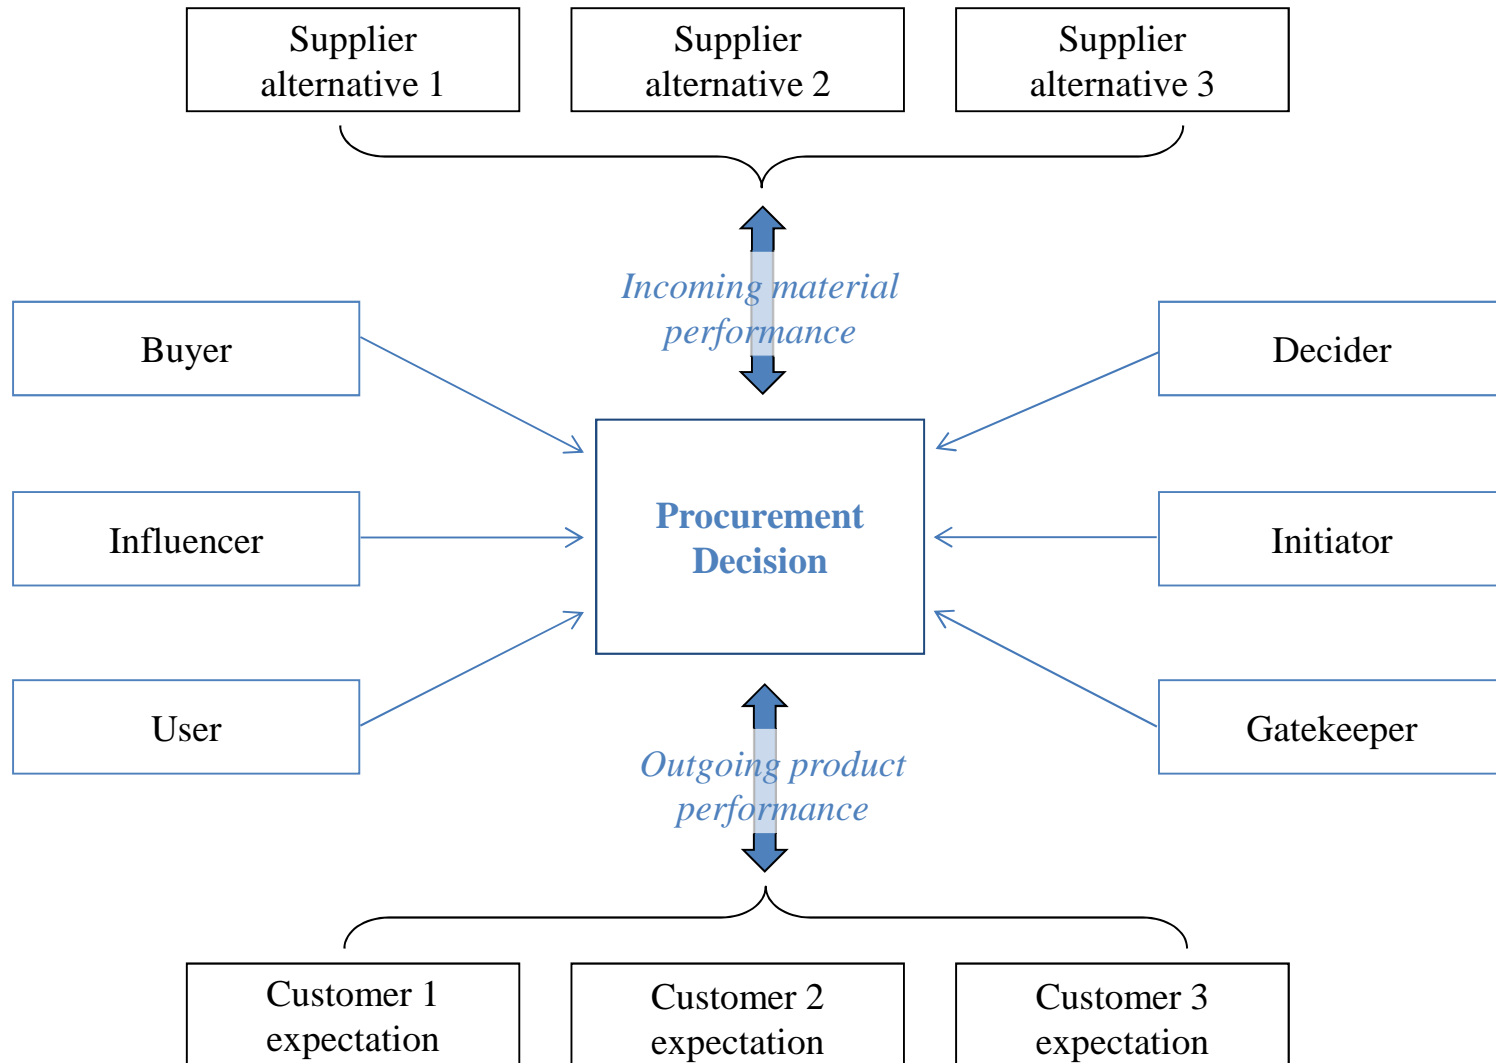 Supplier
alternative 1
Supplier
alternative 2
Supplier
alternative 3
Incoming material
performance
Buyer
Decider
Procurement
Decision
Influencer
Initiator
User
Gatekeeper
Outgoing product
performance
Customer 1
expectation
Customer 2
expectation
Customer 3
expectation